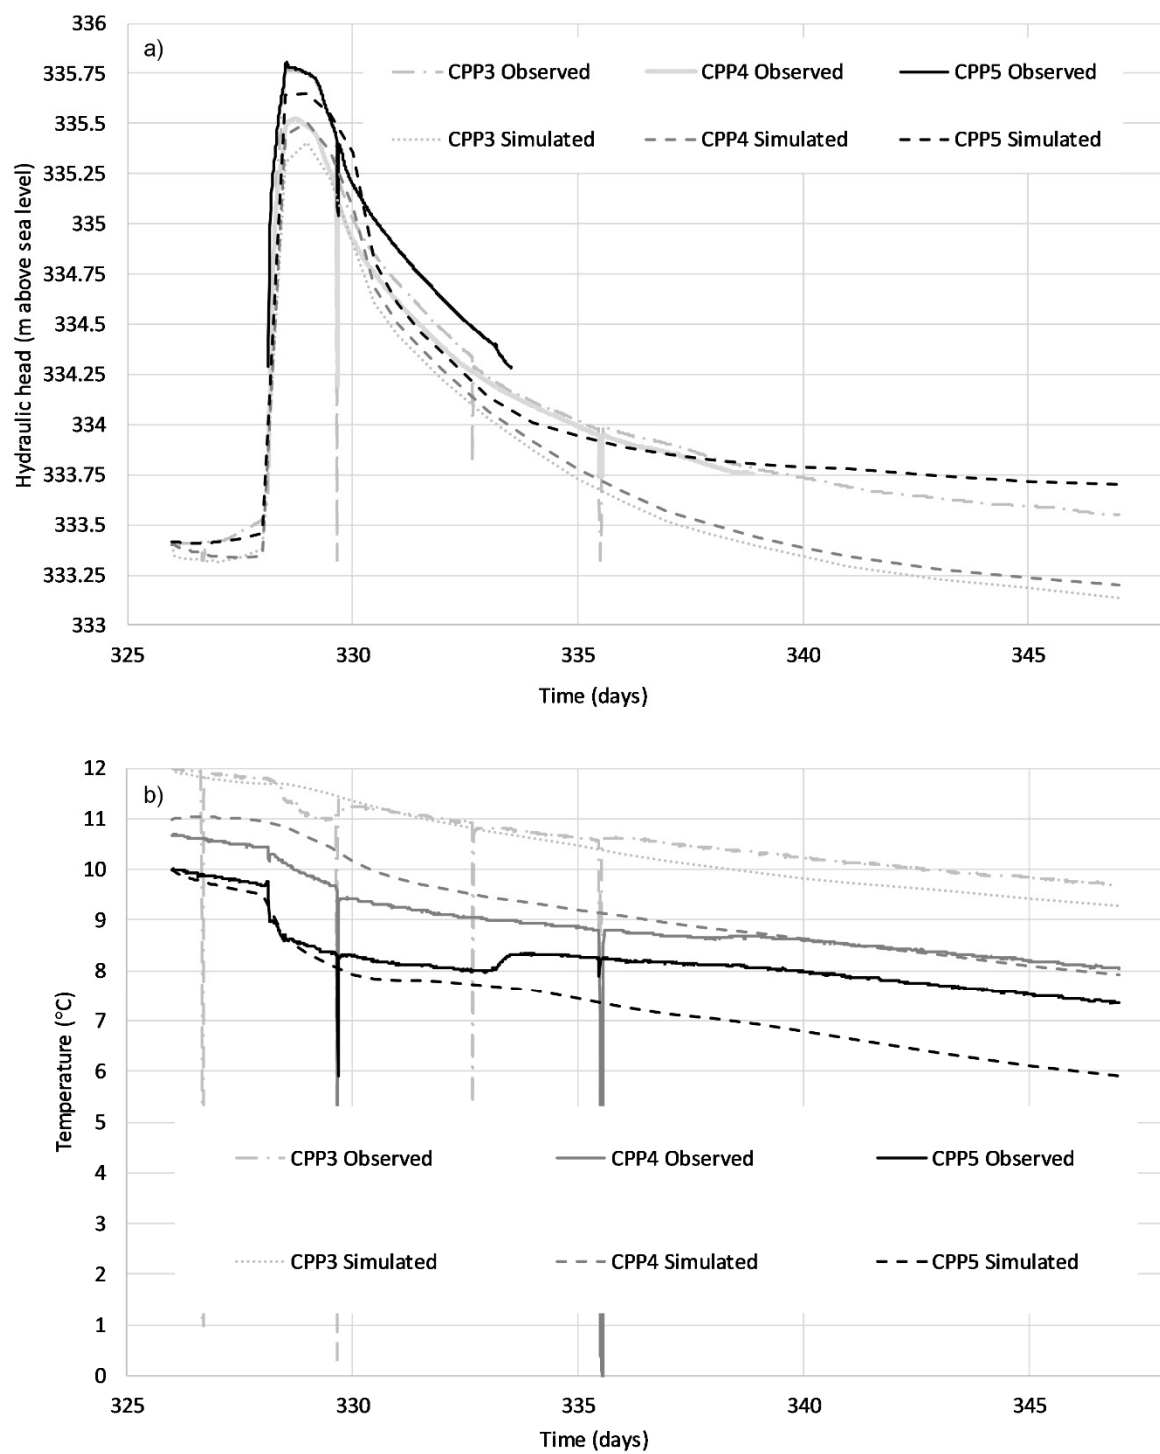 336
a)
335.75
CPP3 Observed CPP4 Observed CPP5 Observed
335.5
CPP3 Simulated CPP4 Simulated CPP5 Simulated
335.25
335
334.75
334.5
334.25
334
333.75
333.5
333.25
333
Hydraulic head (m above sea level)
325 330 335 340 345
Time (days)
12
b)
11
10
9
8
7
6
5
CPP3 Observed CPP4 Observed CPP5 Observed
4
3
CPP3 Simulated CPP4 Simulated CPP5 Simulated
2
1
0
Temperature (°C)
325 330 335 340 345
Time (days)